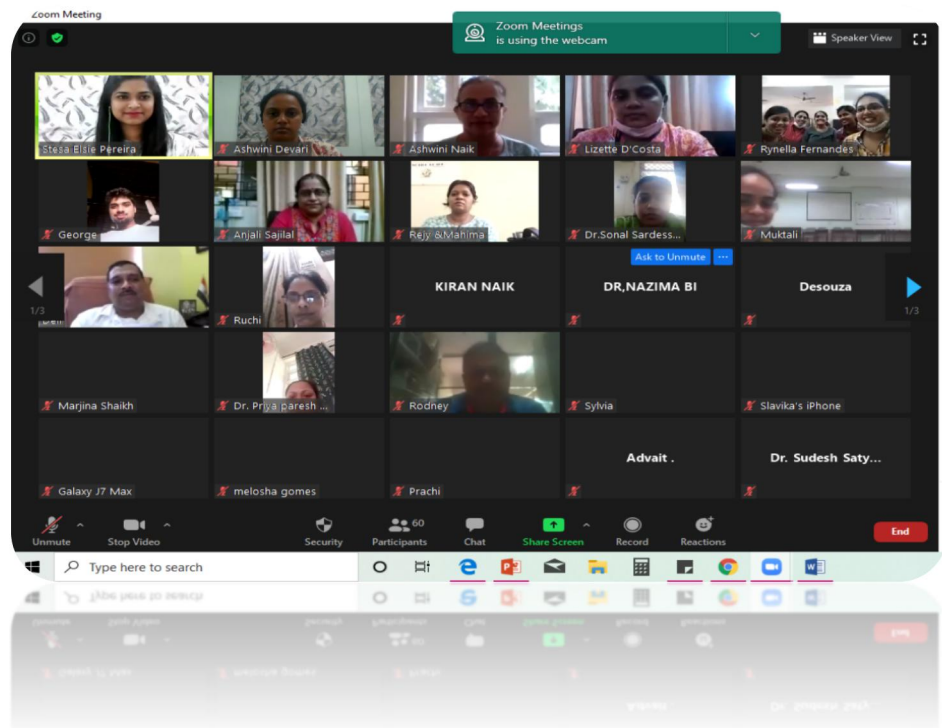 Zoom Meeting
Zoom Meetings
is using the webcam
Speaker View
Stesa Elsie Pereira
Ashwini Devari
Ashwini Naik
Lizette D'Costa
Rynella Fernandes
George
Anjali Sajilal
Rejy &Mahima
Dr.Sonal Sardess...
Muktali
Ask to Unmute ...
1/3
Dell
Ruchi
KIRAN NAIK
DR,NAZIMA BI
Desouza
1/3
Marjina Shaikh
Dr. Priya paresh ...
Rodney
Sylvia
Slavika's iPhone
Advait .
Dr. Sudesh Saty...
Galaxy J7 Max
melosha gomes
Prachi
Unmute
Stop Video
Security
60
Participants
Chat
Share Screen
Record
Reactions
End
Type here to search